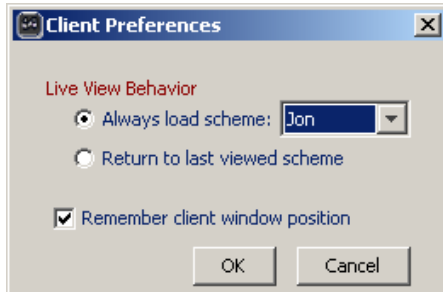 Client Preferences
Live View Behavior
Always load scheme: Jon
Return to last viewed scheme
Remember client window position
OK Cancel